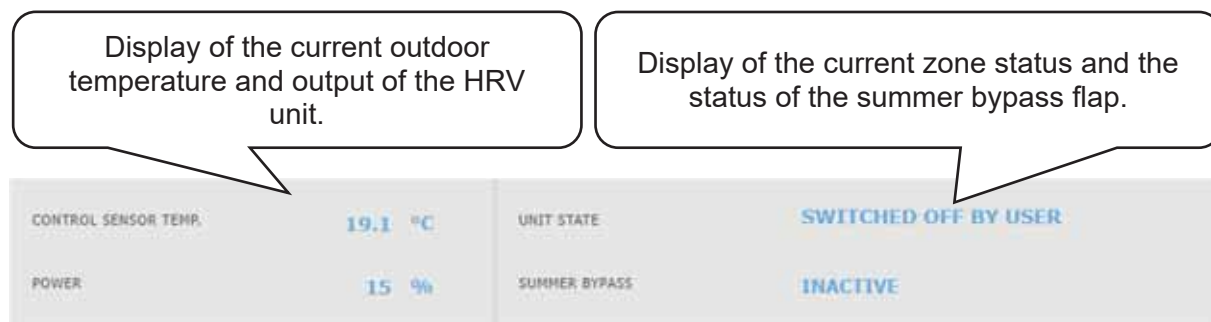 Display of the current outdoor
temperature and output of the HRV
unit.
Display of the current zone status and the
status of the summer bypass flap.
CONTROL SENSOR TEMP. 19.1 °C UNIT STATE SWITCHED OFF BY USER
POWER 15 % SUMMER BYPASS INACTIVE